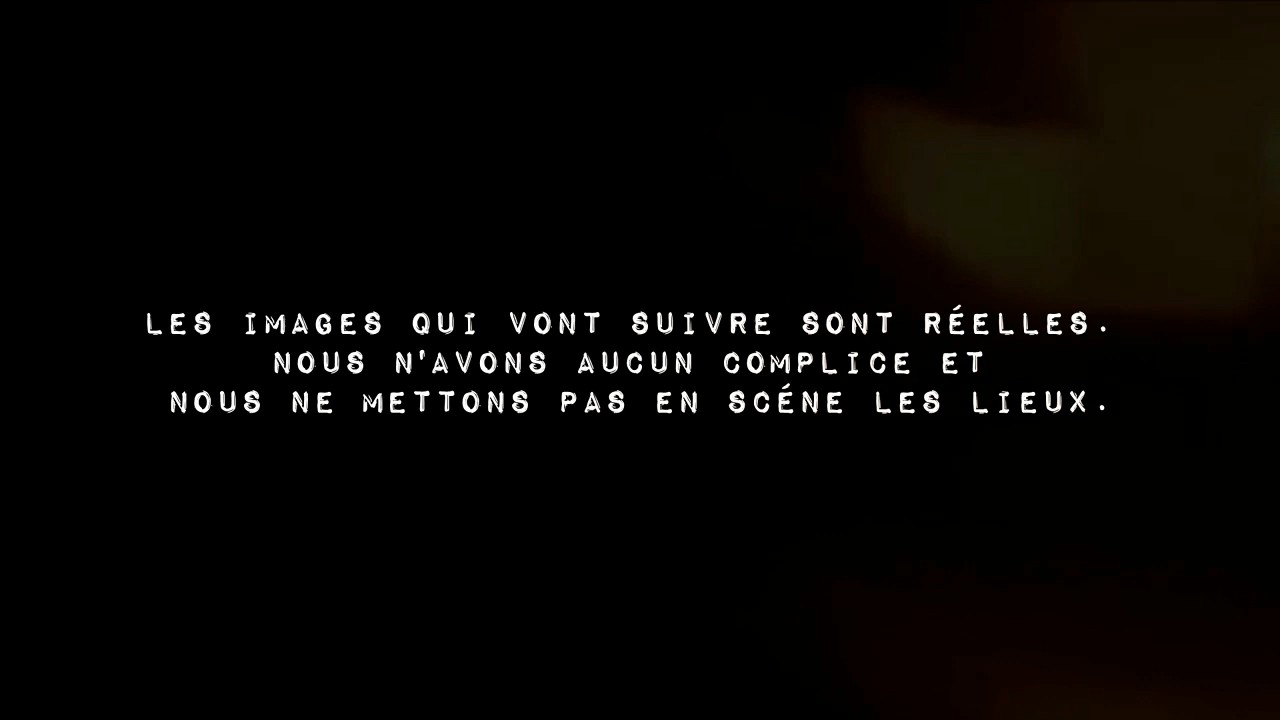 LES IMAGES QUI VONT SUIVRE SONT RÉELLES.
NOUS N'AVONS AUCUN COMPLICE ET
NOUS NE METTONS PAS EN SCÉNE LES LIEUX.